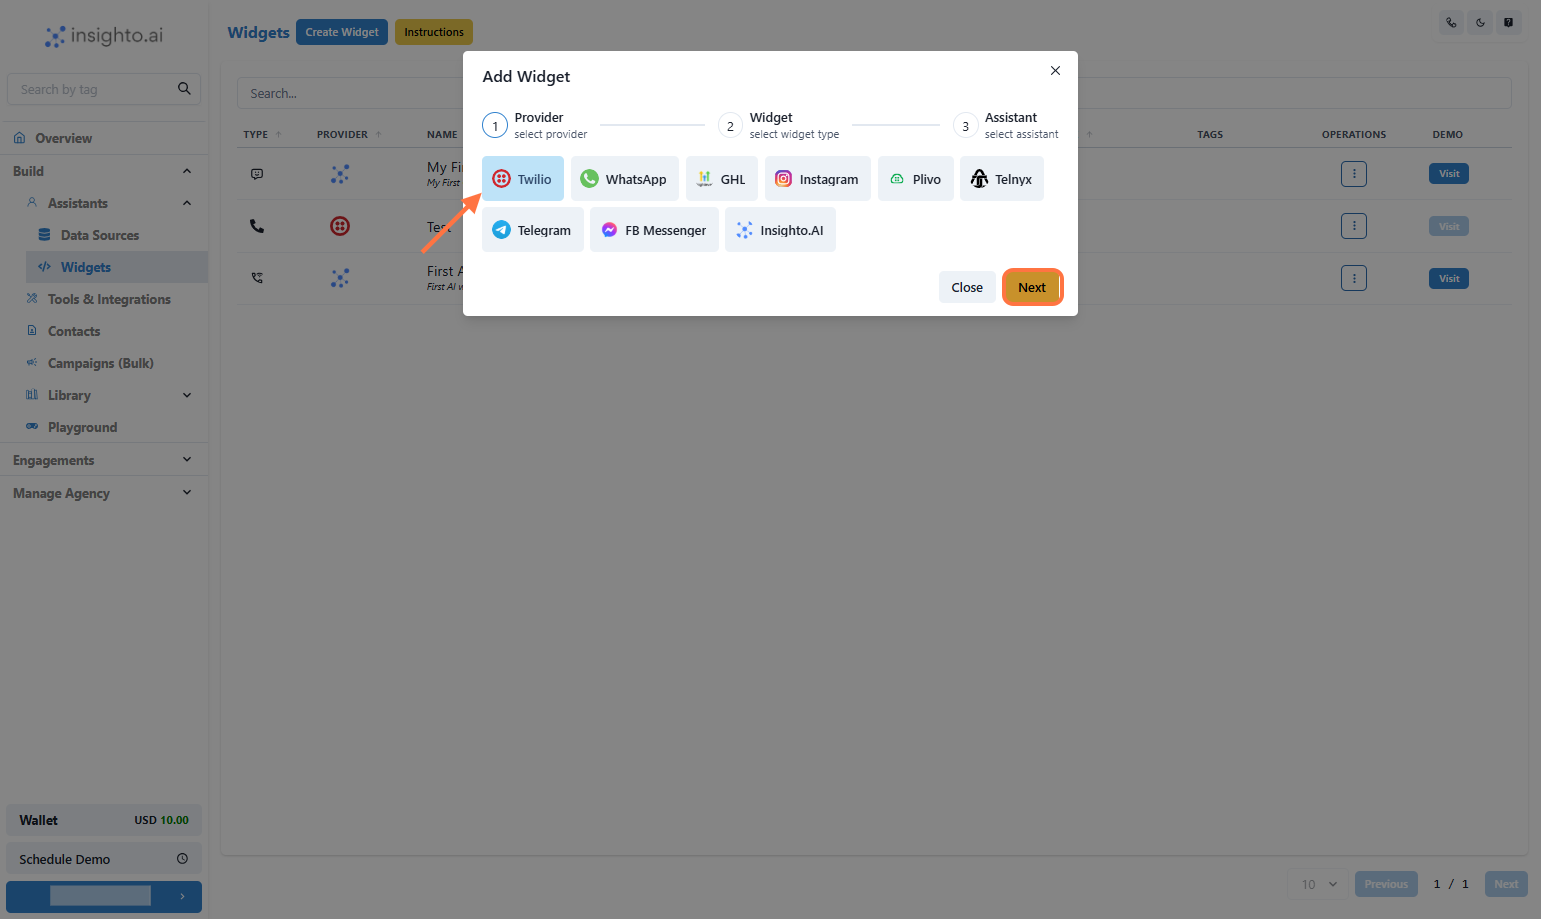 insighto.ai
Search by tag
Overview
Build
Assistants
Data Sources
Widgets
Tools & Integrations
Contacts
Campaigns (Bulk)
Library
Playground
Engagements
Manage Agency
Wallet USD 10.00
Schedule Demo
Widgets Create Widget Instructions
Search...
TYPE PROVIDER NAME TAGS OPERATIONS DEMO
My Fi
My First
Visit
Test
Visit
First A
First AI w
Visit
Add Widget
1 Provider
select provider
2 Widget
select widget type
3 Assistant
select assistant
Twilio WhatsApp GHL Instagram Plivo Telnyx
Telegram FB Messenger Insighto.AI
Close Next
10 Previous 1 / 1 Next